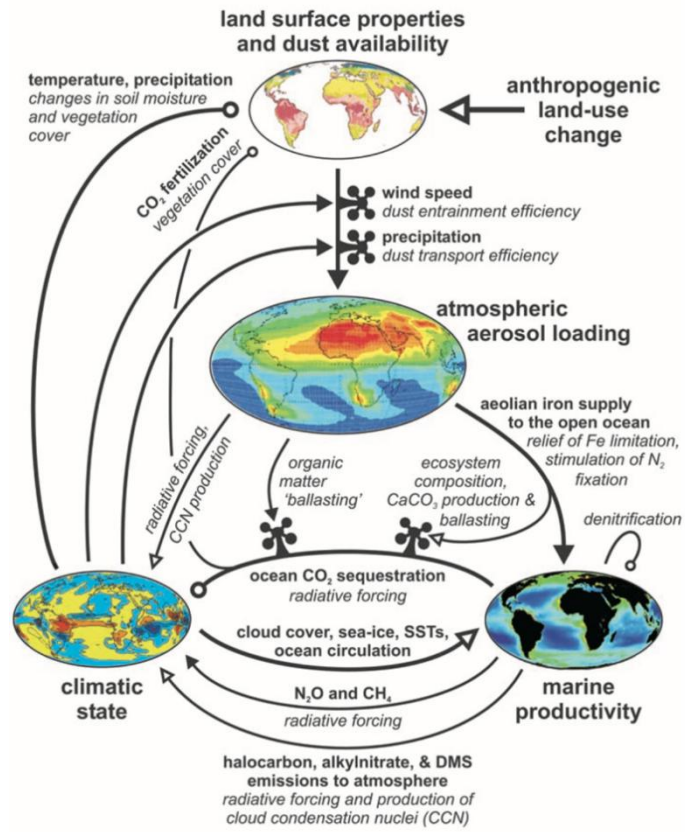 land surface properties
and dust availability
temperature, precipitation
changes in soil moisture
and vegetation
cover
anthropogenic
land-use
change
CO₂ fertilization
vegetation cover
wind speed
dust entrainment efficiency
precipitation
dust transport efficiency
atmospheric
aerosol loading
aeolian iron supply
to the open ocean
relief of Fe limitation,
stimulation of N₂
fixation
radiative forcing,
CCN production
organic
matter
‘ballasting’
ecosystem
composition,
CaCO₃ production &
ballasting
denitrification
ocean CO₂ sequestration
radiative forcing
cloud cover, sea-ice, SSTs,
ocean circulation
climatic
state
marine
productivity
N₂O and CH₄
radiative forcing
halocarbon, alkylnitrate, & DMS
emissions to atmosphere
radiative forcing and production of
cloud condensation nuclei (CCN)